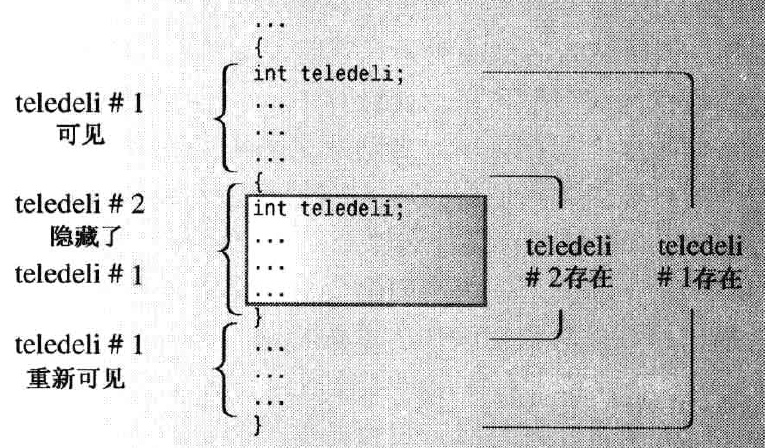 ...
{
int teledeli;
...
...
...
{
int teledeli;
...
...
...
}
...
...
...
}
teledeli # 1
可见
teledeli # 2
隐藏了
teledeli # 1
teledeli # 1
重新可见
teledeli
# 2存在
teledeli
# 1存在